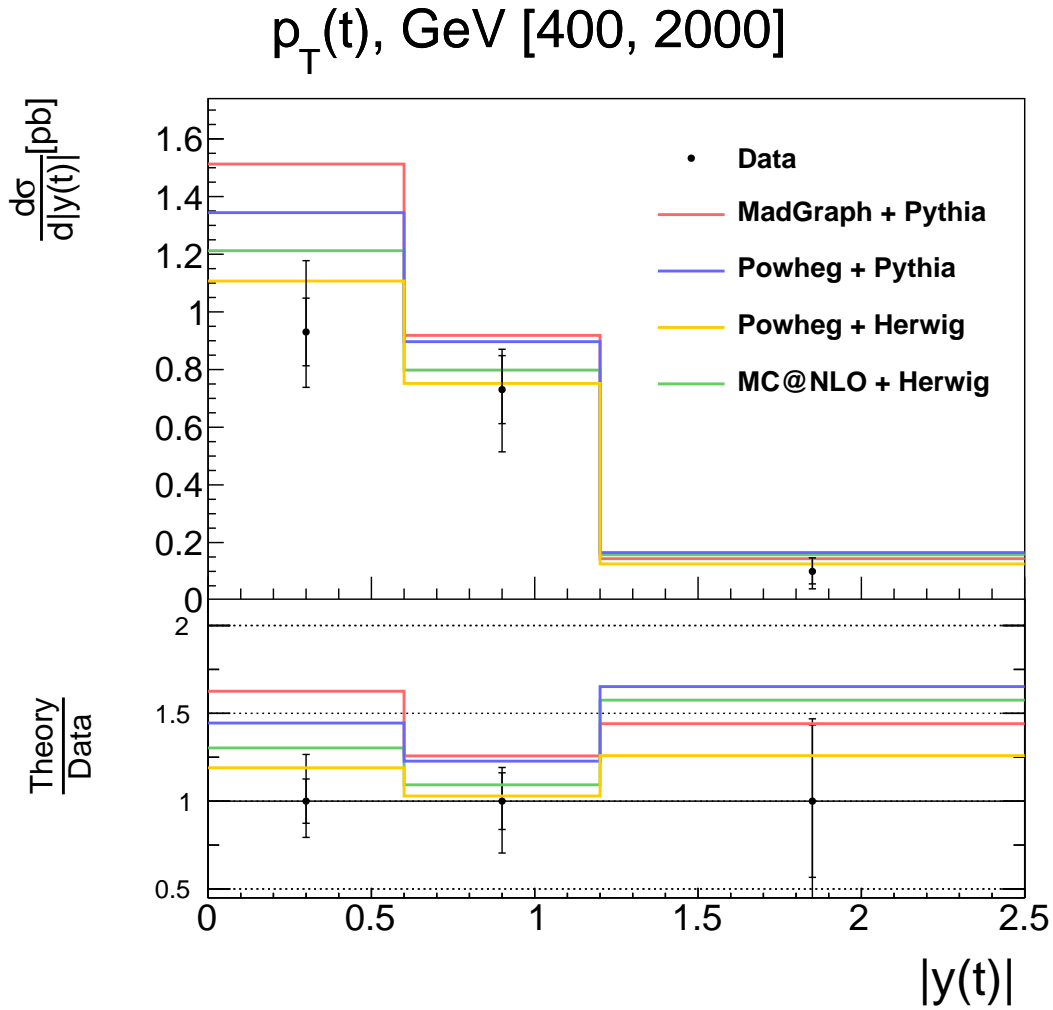 p_T(t), GeV [400, 2000]
dσ
d|y(t)| [pb]
1.6
1.4
1.2
1
0.8
0.6
0.4
0.2
0
Data
MadGraph + Pythia
Powheg + Pythia
Powheg + Herwig
MC@NLO + Herwig
Theory
Data
2
1.5
1
0.5
0 0.5 1 1.5 2 2.5
|y(t)|